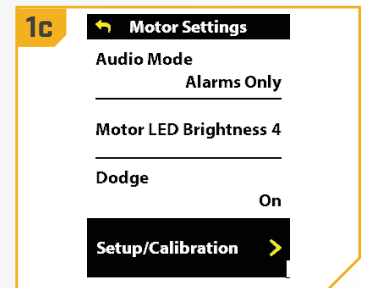 1c
Motor Settings
Audio Mode
Alarms Only
Motor LED Brightness 4
Dodge
On
Setup/Calibration